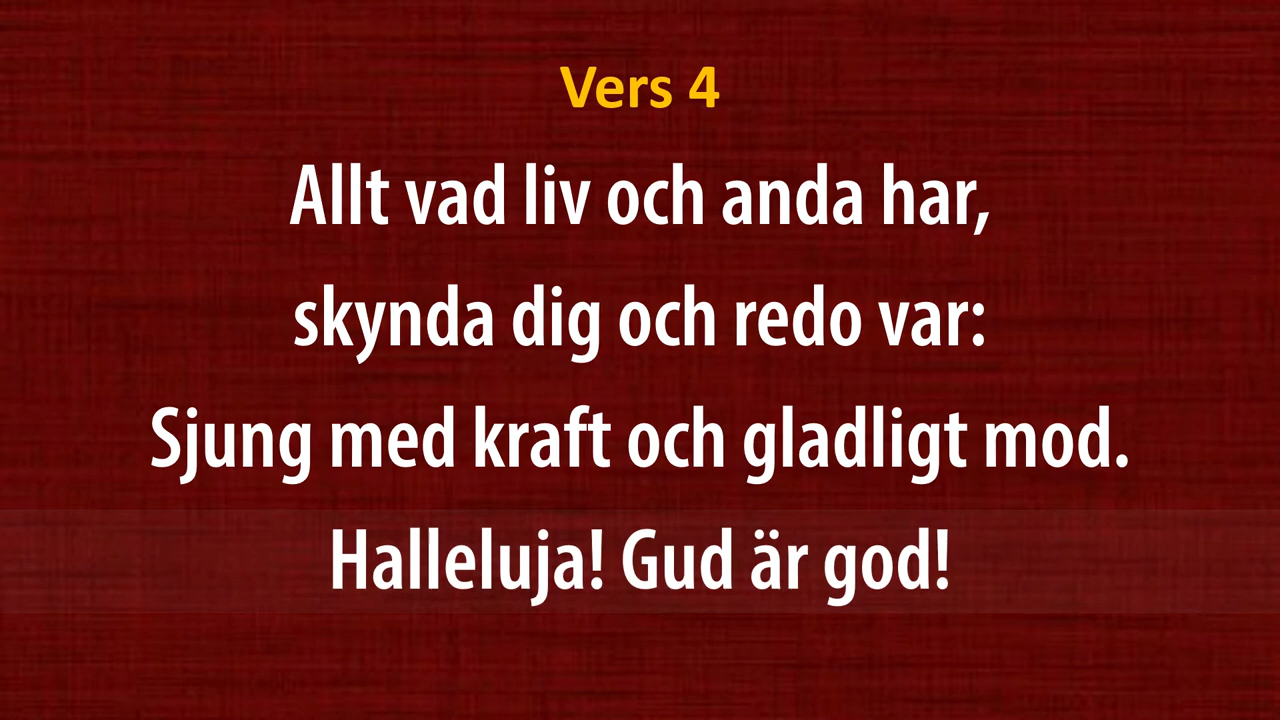 Vers 4
Allt vad liv och anda har,
skynda dig och redo var:
Sjung med kraft och gladligt mod.
Halleluja! Gud är god!